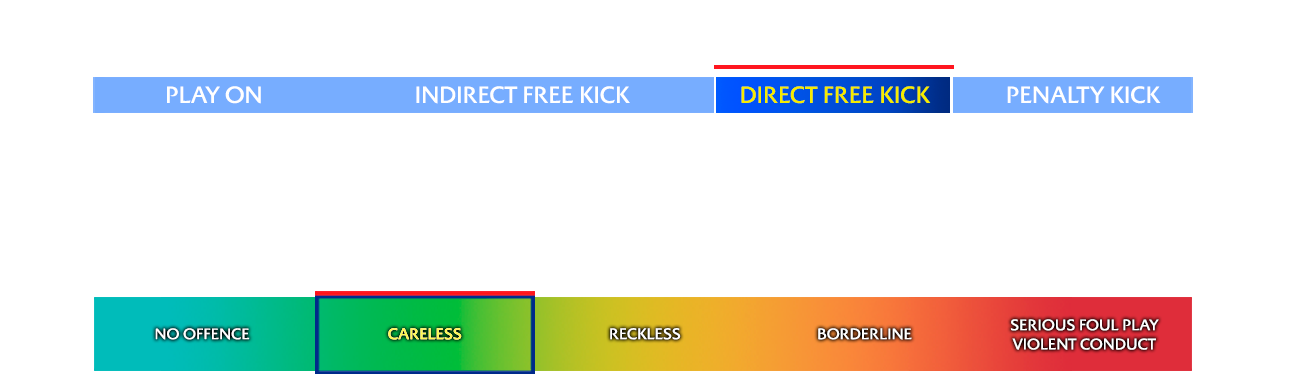 PLAY ON INDIRECT FREE KICK DIRECT FREE KICK PENALTY KICK
NO OFFENCE CARELESS RECKLESS BORDERLINE SERIOUS FOUL PLAY
VIOLENT CONDUCT